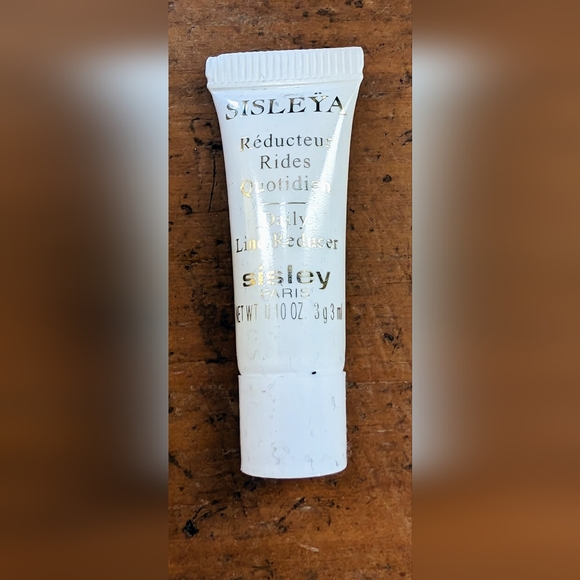 SISLEŸA
Réducteur
Rides
Quotidien
Daily
Line Reducer
sisley
PARIS
NET WT. 0.10 OZ. 3 g 3 ml